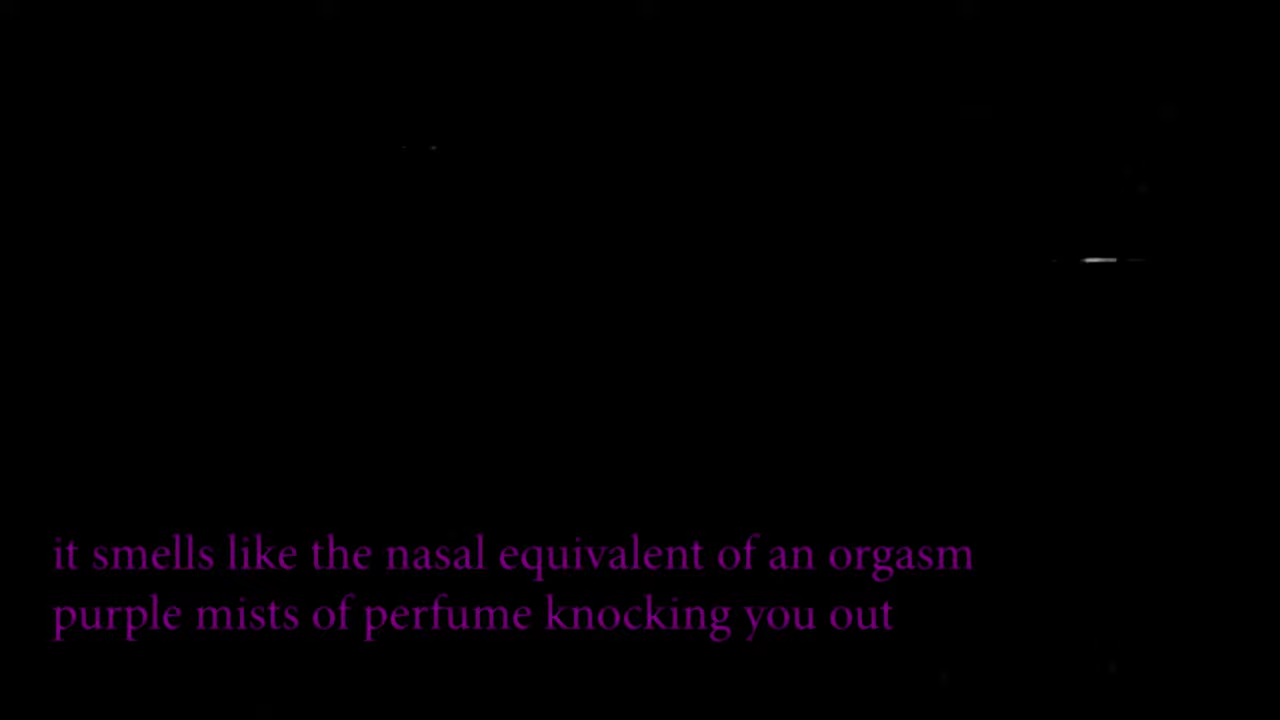 it smells like the nasal equivalent of an orgasm
purple mists of perfume knocking you out